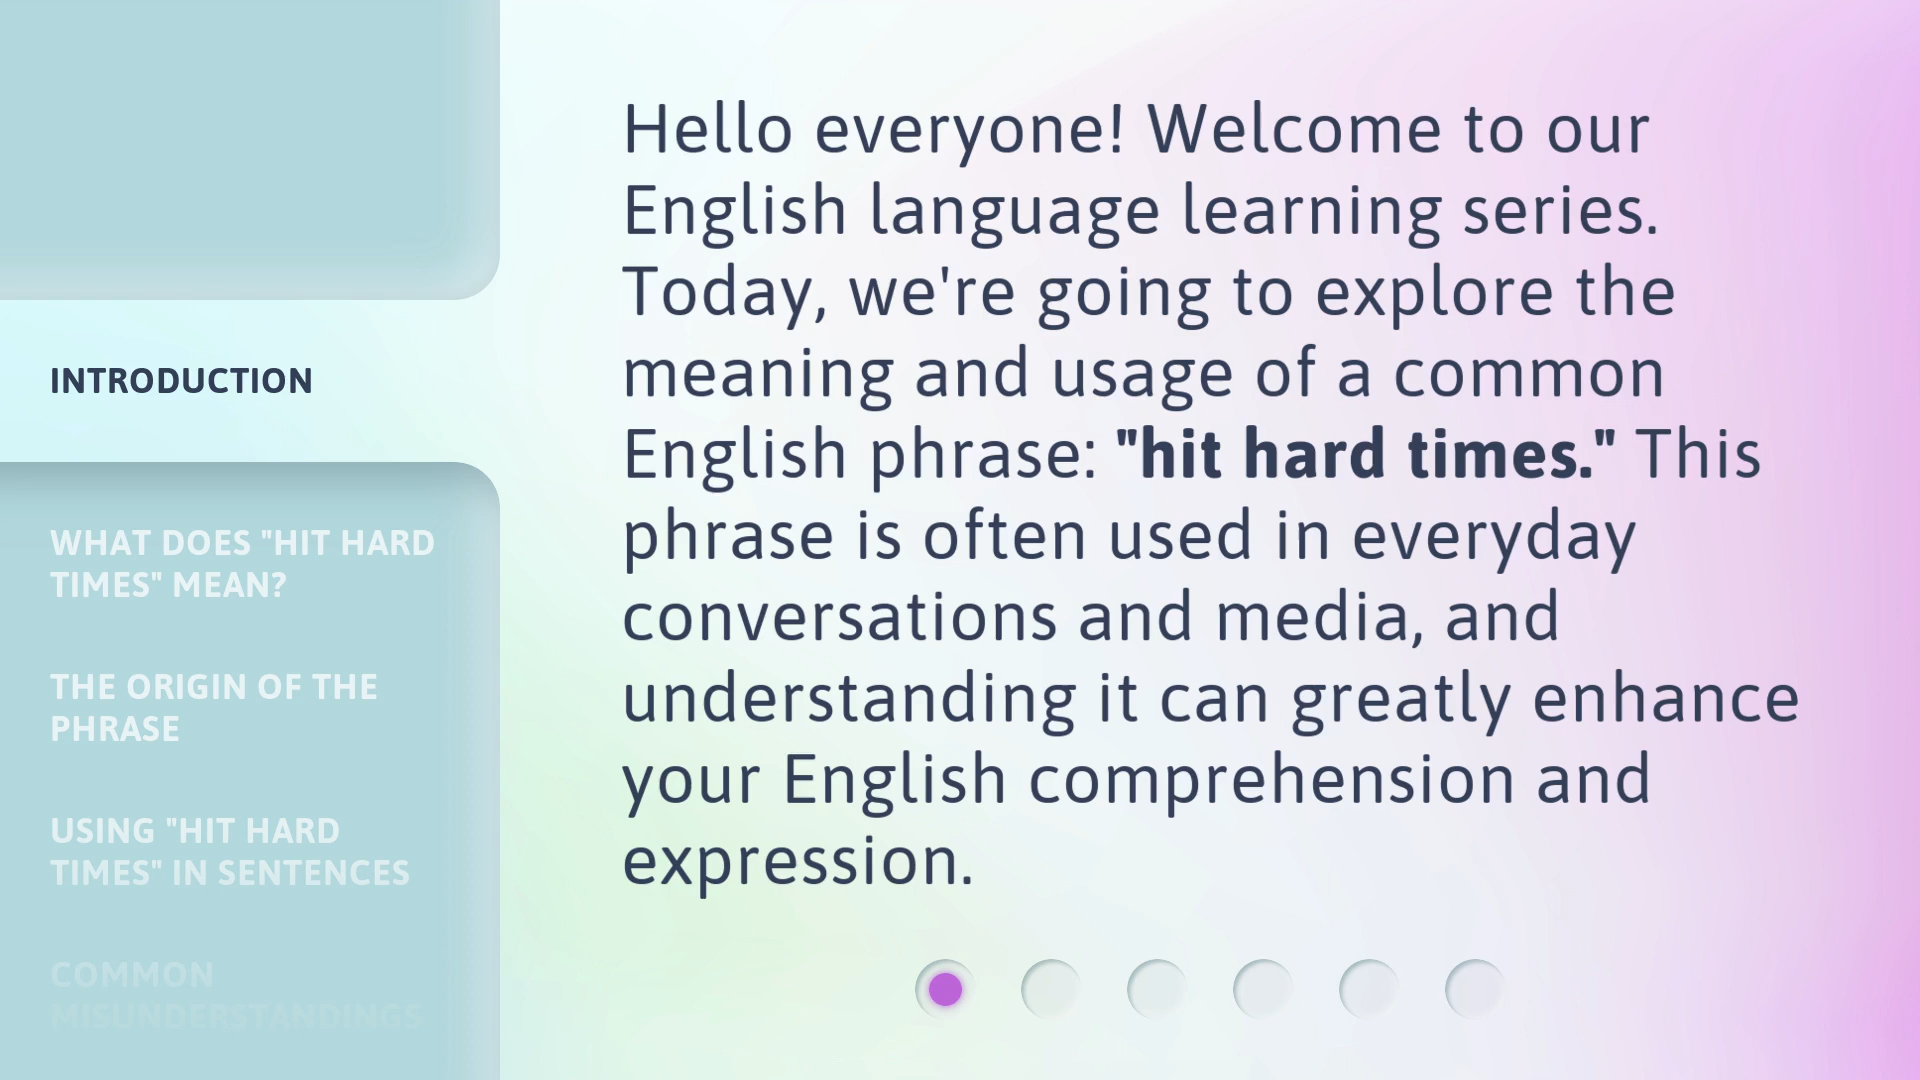 INTRODUCTION
WHAT DOES "HIT HARD
TIMES" MEAN?
THE ORIGIN OF THE
PHRASE
USING "HIT HARD
TIMES" IN SENTENCES
COMMON
MISUNDERSTANDINGS
Hello everyone! Welcome to our
English language learning series.
Today, we're going to explore the
meaning and usage of a common
English phrase: "hit hard times." This
phrase is often used in everyday
conversations and media, and
understanding it can greatly enhance
your English comprehension and
expression.